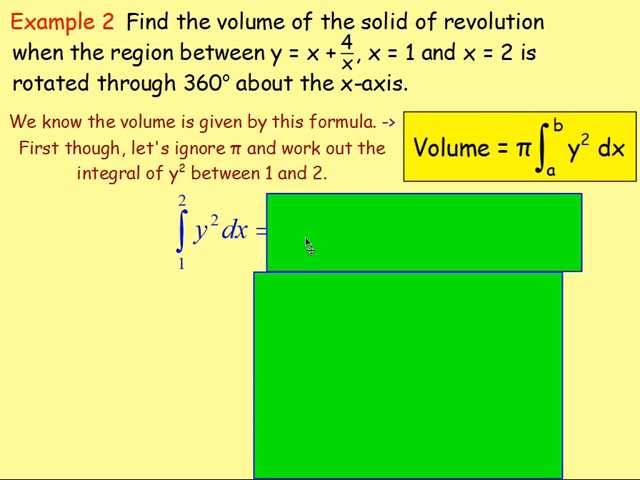 Example 2 Find the volume of the solid of revolution
when the region between y = x + 4/x, x = 1 and x = 2 is
rotated through 360° about the x-axis.
We know the volume is given by this formula. ->
First though, let's ignore π and work out the
integral of y² between 1 and 2.
Volume = π∫ₐᵇ y² dx
∫₁² y² dx =